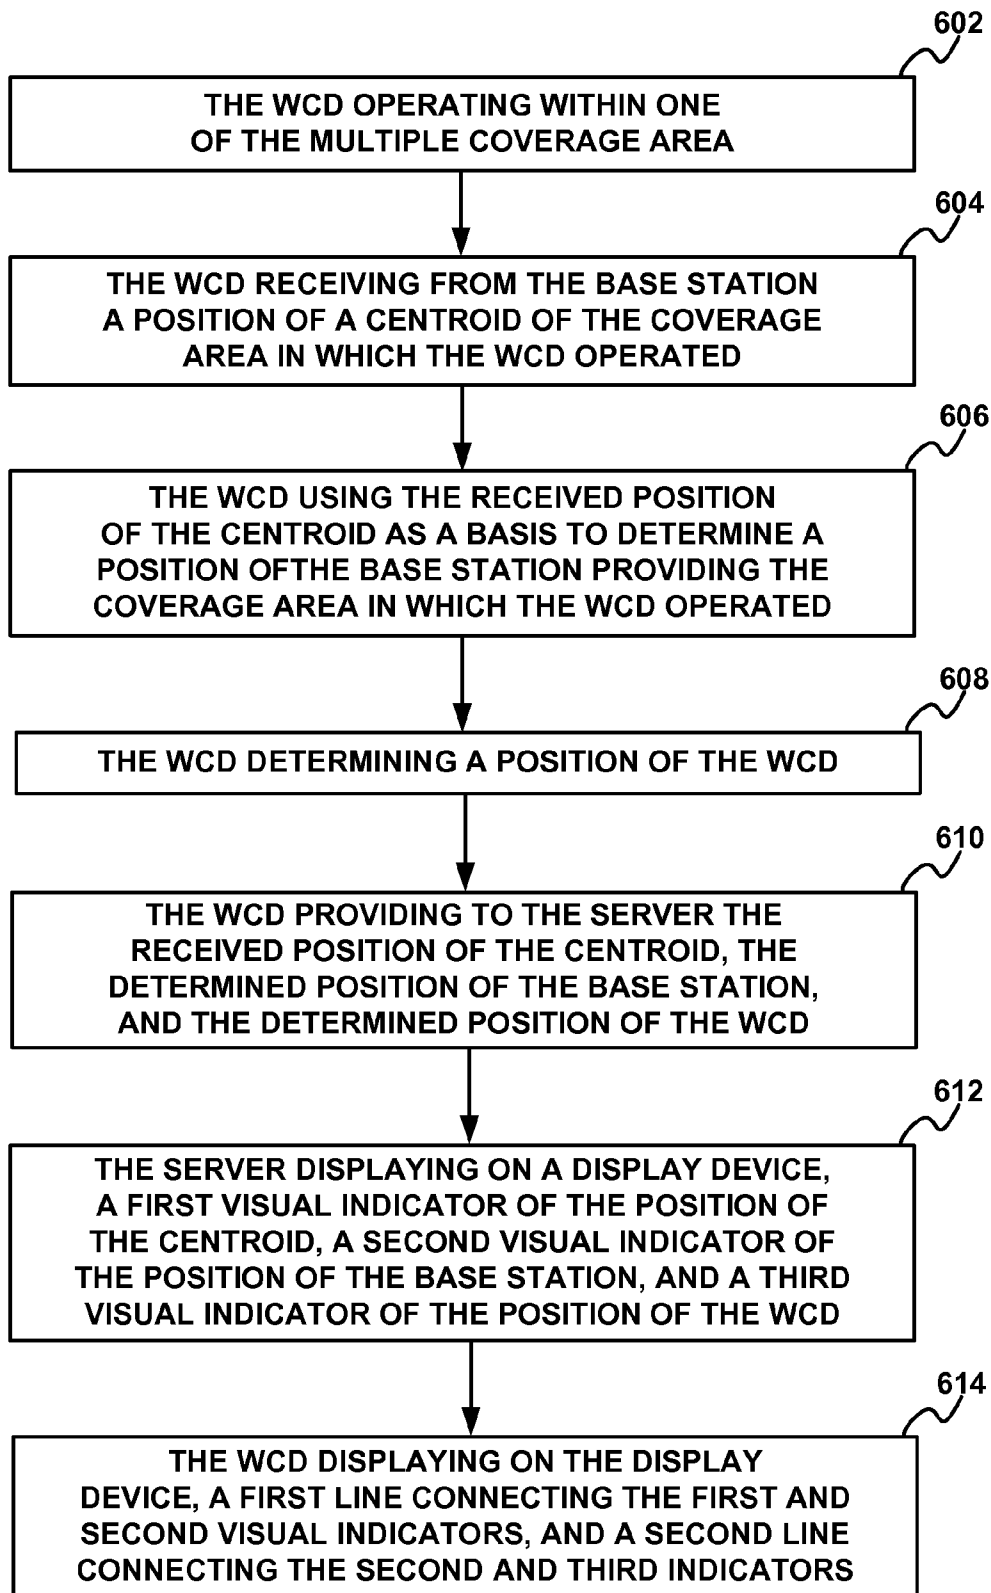 602
THE WCD OPERATING WITHIN ONE
OF THE MULTIPLE COVERAGE AREA
604
THE WCD RECEIVING FROM THE BASE STATION
A POSITION OF A CENTROID OF THE COVERAGE
AREA IN WHICH THE WCD OPERATED
606
THE WCD USING THE RECEIVED POSITION
OF THE CENTROID AS A BASIS TO DETERMINE A
POSITION OFTHE BASE STATION PROVIDING THE
COVERAGE AREA IN WHICH THE WCD OPERATED
608
THE WCD DETERMINING A POSITION OF THE WCD
610
THE WCD PROVIDING TO THE SERVER THE
RECEIVED POSITION OF THE CENTROID, THE
DETERMINED POSITION OF THE BASE STATION,
AND THE DETERMINED POSITION OF THE WCD
612
THE SERVER DISPLAYING ON A DISPLAY DEVICE,
A FIRST VISUAL INDICATOR OF THE POSITION OF
THE CENTROID, A SECOND VISUAL INDICATOR OF
THE POSITION OF THE BASE STATION, AND A THIRD
VISUAL INDICATOR OF THE POSITION OF THE WCD
614
THE WCD DISPLAYING ON THE DISPLAY
DEVICE, A FIRST LINE CONNECTING THE FIRST AND
SECOND VISUAL INDICATORS, AND A SECOND LINE
CONNECTING THE SECOND AND THIRD INDICATORS